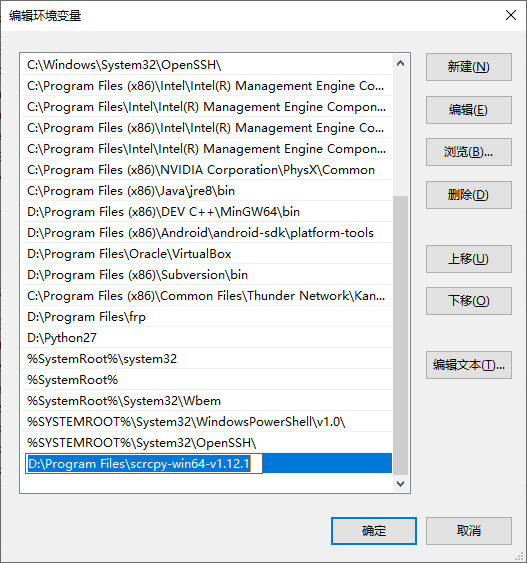 编辑环境变量
C:\Windows\System32\OpenSSH\
C:\Program Files (x86)\Intel\Intel(R) Management Engine Co...
C:\Program Files\Intel\Intel(R) Management Engine Compon...
C:\Program Files (x86)\Intel\Intel(R) Management Engine Co...
C:\Program Files\Intel\Intel(R) Management Engine Compon...
C:\Program Files (x86)\NVIDIA Corporation\PhysX\Common
C:\Program Files (x86)\Java\jre8\bin
D:\Program Files (x86)\DEV C++\MinGW64\bin
D:\Program Files (x86)\Android\android-sdk\platform-tools
D:\Program Files\Oracle\VirtualBox
D:\Program Files (x86)\Subversion\bin
C:\Program Files (x86)\Common Files\Thunder Network\Kan...
D:\Program Files\frp
D:\Python27
%SystemRoot%\system32
%SystemRoot%
%SystemRoot%\System32\Wbem
%SYSTEMROOT%\System32\WindowsPowerShell\v1.0\
%SYSTEMROOT%\System32\OpenSSH\
D:\Program Files\scrcpy-win64-v1.12.1
新建(N)
编辑(E)
浏览(B)...
删除(D)
上移(U)
下移(O)
编辑文本(T)...
确定
取消